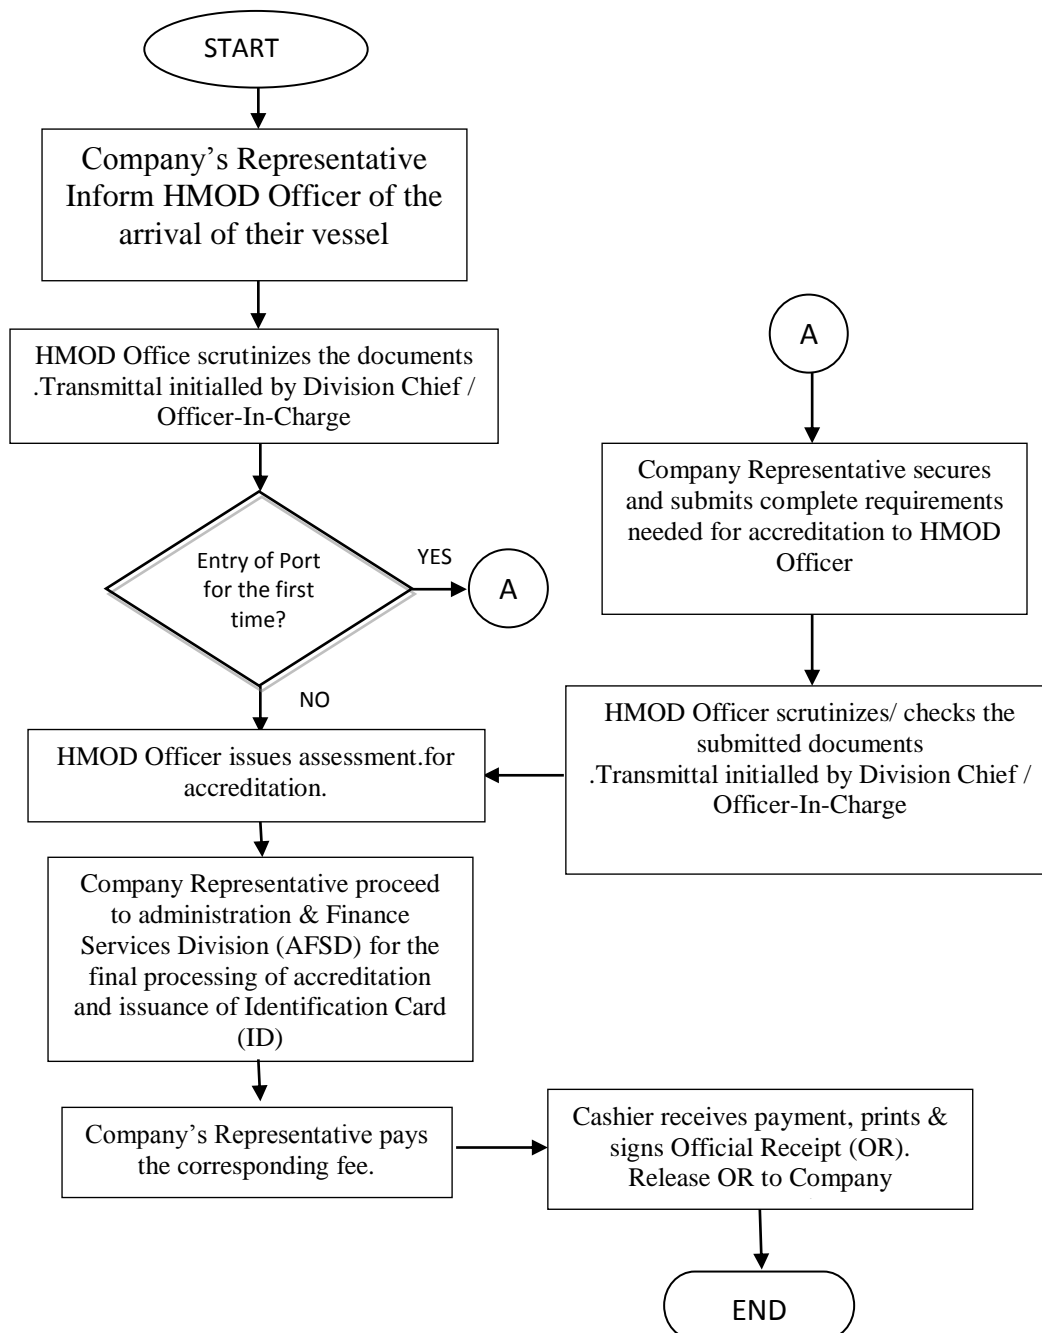 START
Company’s Representative
Inform HMOD Officer of the
arrival of their vessel
HMOD Office scrutinizes the documents
.Transmittal initialled by Division Chief /
Officer-In-Charge
Entry of Port
for the first
time?
YES
A
NO
HMOD Officer issues assessment.for
accreditation.
Company Representative proceed
to administration & Finance
Services Division (AFSD) for the
final processing of accreditation
and issuance of Identification Card
(ID)
Company’s Representative pays
the corresponding fee.
A
Company Representative secures
and submits complete requirements
needed for accreditation to HMOD
Officer
HMOD Officer scrutinizes/ checks the
submitted documents
.Transmittal initialled by Division Chief /
Officer-In-Charge
Cashier receives payment, prints &
signs Official Receipt (OR).
Release OR to Company
END